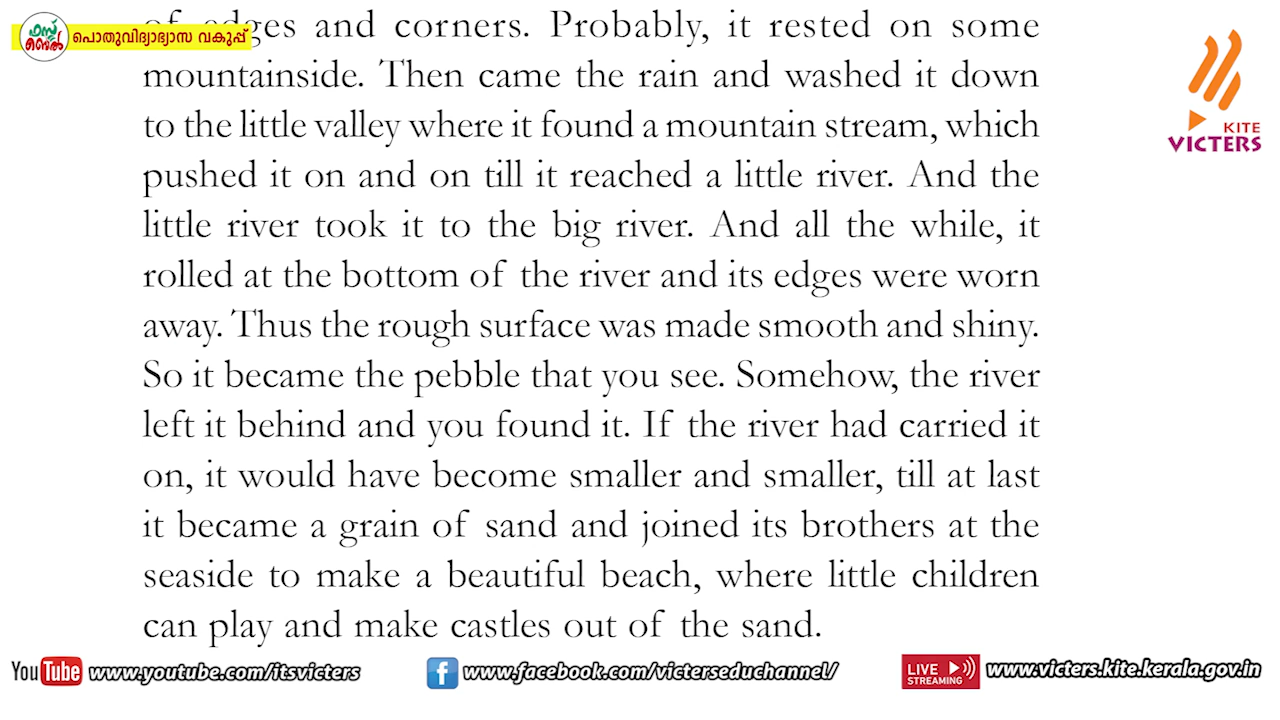 of edges and corners. Probably, it rested on some
ഫസ്റ്റ് ബെൽ
പൊതുവിദ്യാഭ്യാസ വകുപ്പ്
mountainside. Then came the rain and washed it down
to the little valley where it found a mountain stream, which
KITE
VICTERS
pushed it on and on till it reached a little river. And the
little river took it to the big river. And all the while, it
rolled at the bottom of the river and its edges were worn
away. Thus the rough surface was made smooth and shiny.
So it became the pebble that you see. Somehow, the river
left it behind and you found it. If the river had carried it
on, it would have become smaller and smaller, till at last
it became a grain of sand and joined its brothers at the
seaside to make a beautiful beach, where little children
can play and make castles out of the sand.
YouTube www.youtube.com/itsvicters
f www.facebook.com/victerseduchannel/
LIVE STREAMING www.victers.kite.kerala.gov.in